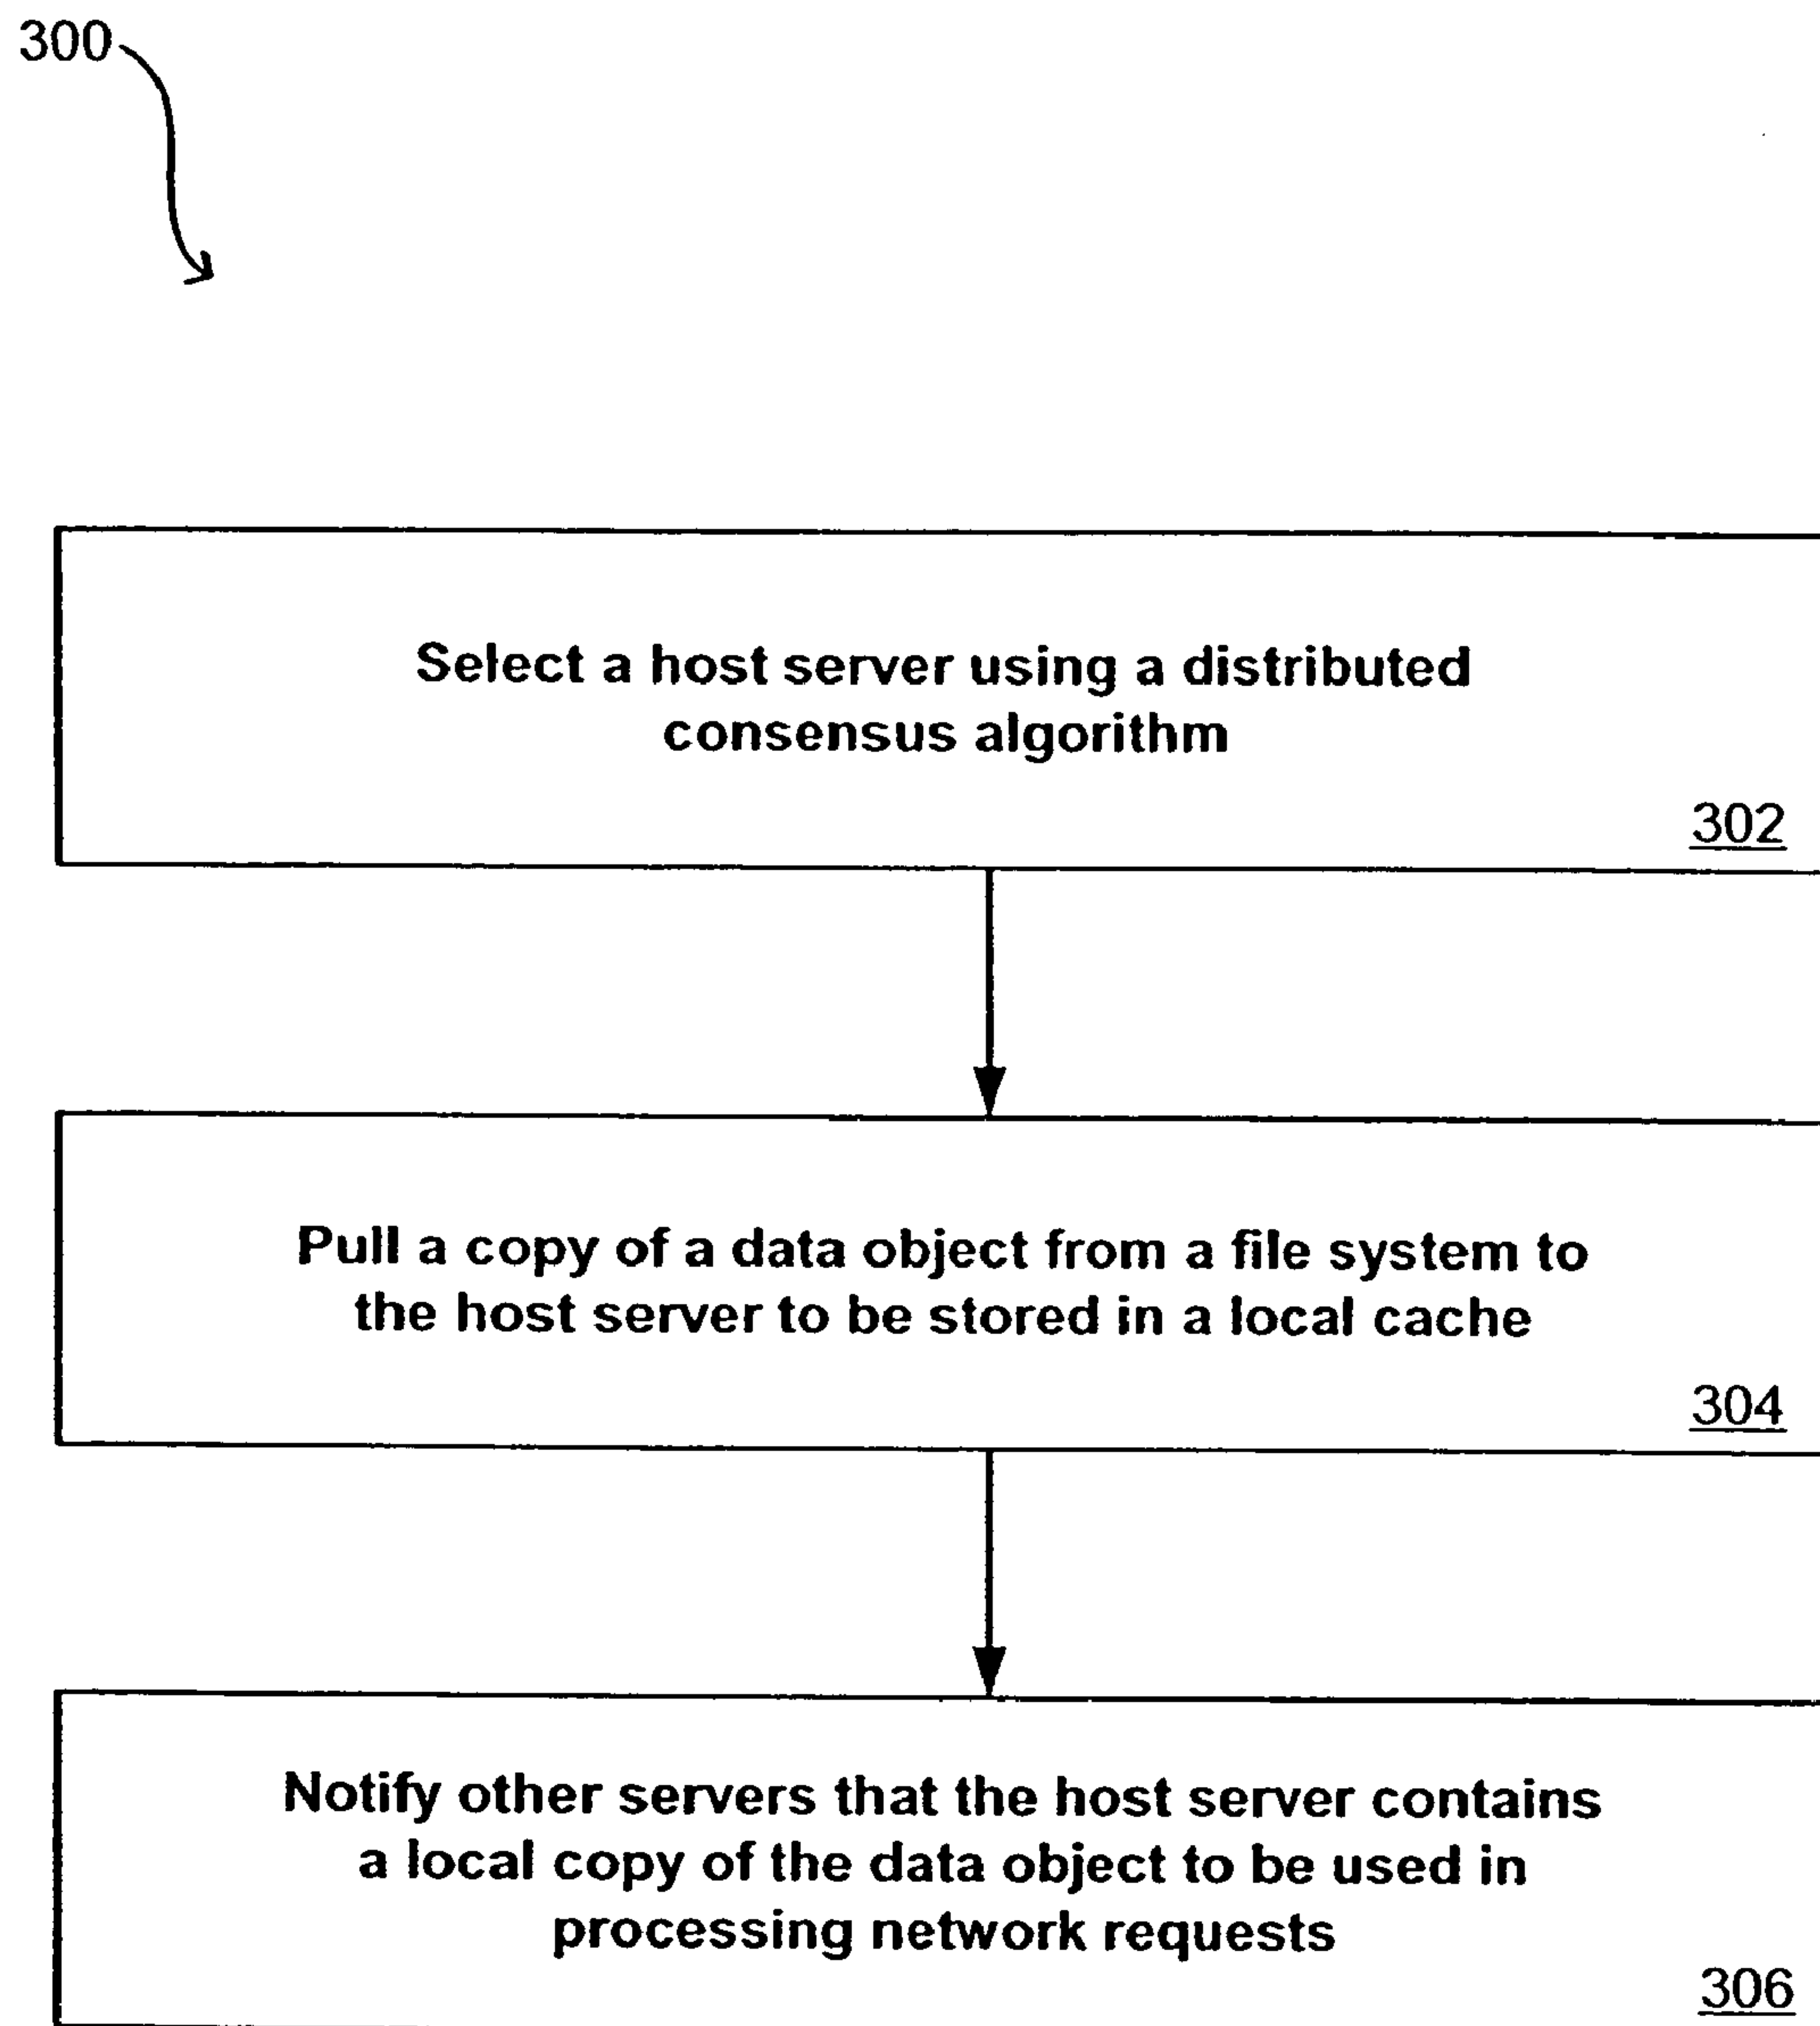 300
Select a host server using a distributed
consensus algorithm
302
Pull a copy of a data object from a file system to
the host server to be stored in a local cache
304
Notify other servers that the host server contains
a local copy of the data object to be used in
processing network requests
306